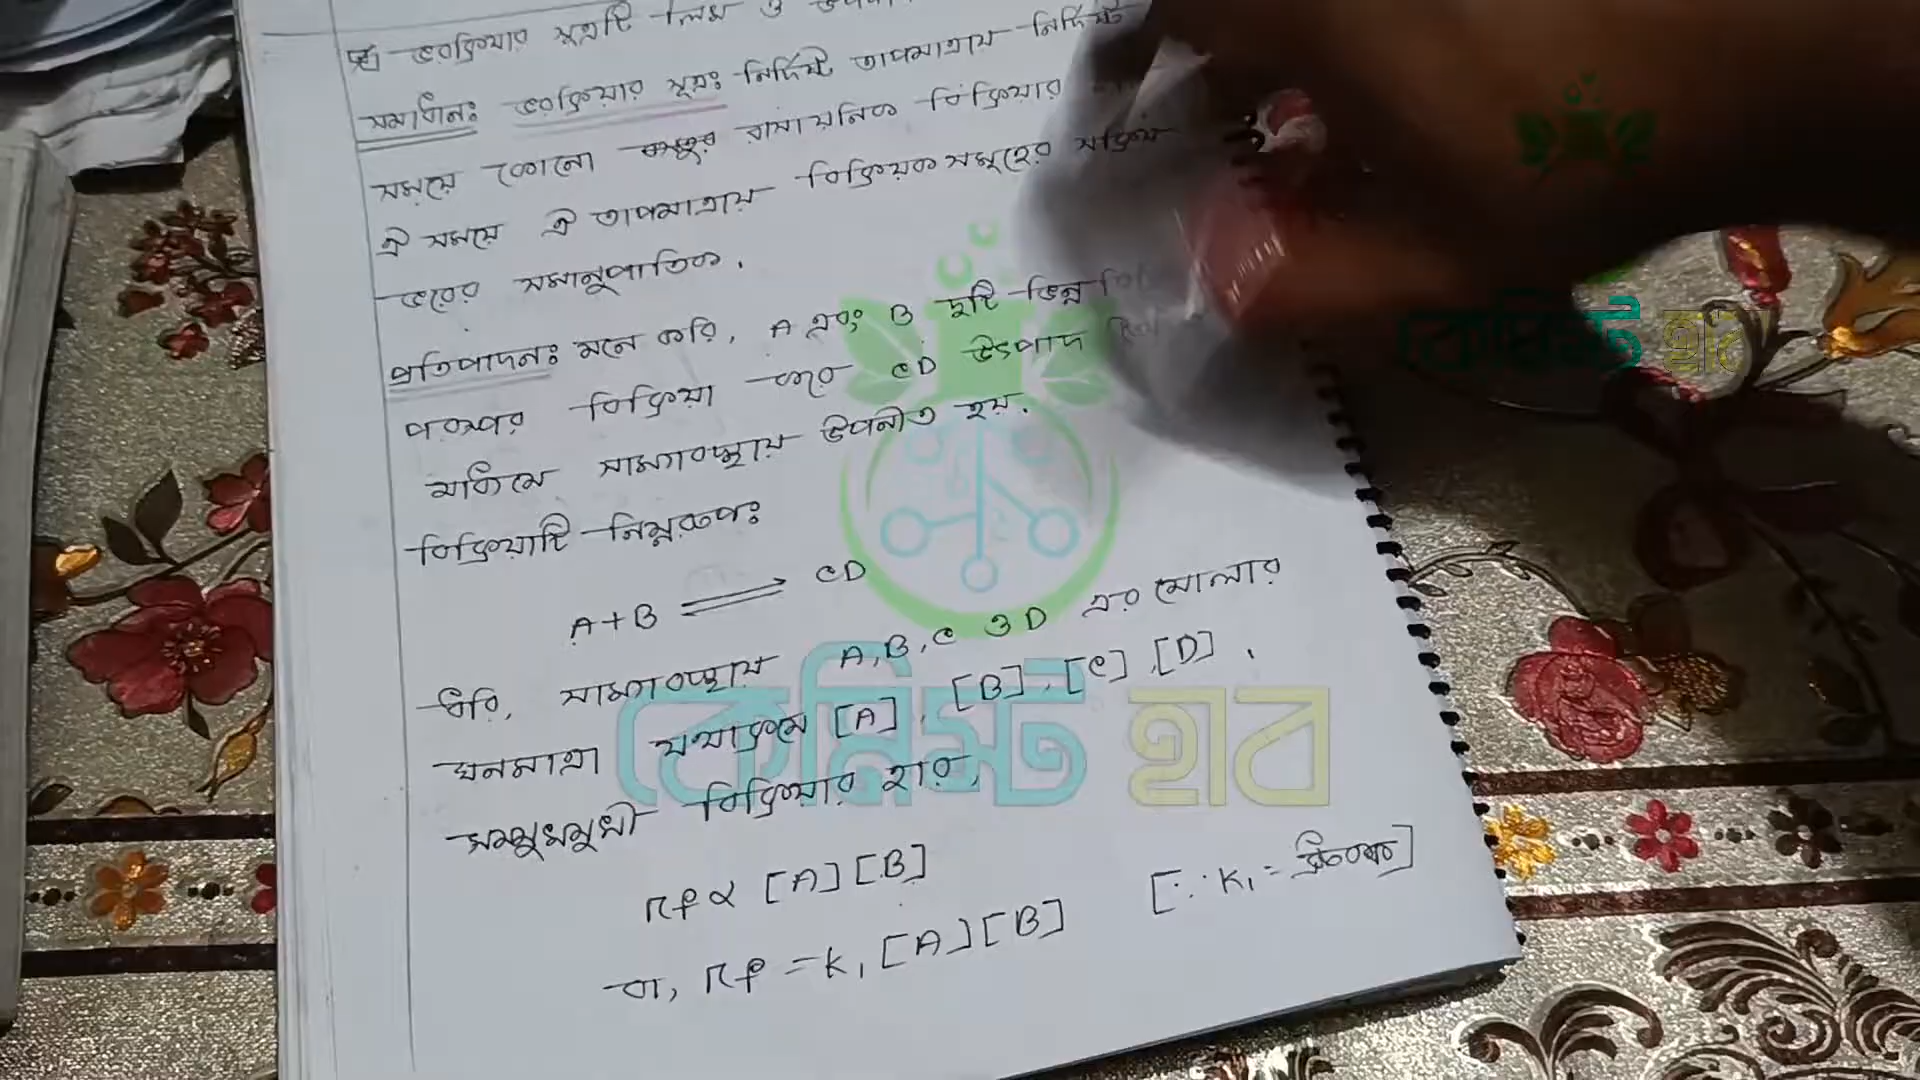 প্রঃ ভরক্রিয়ার সূত্রটি লিখ ও
সমাধানঃ ভরক্রিয়ার সূত্রঃ নির্দিষ্ট তাপমাত্রায় নির্দিষ্ট
সময়ে কোনো রাসায়নিক বিক্রিয়ার
ঐ সময়ে ঐ তাপমাত্রায় বিক্রিয়ক সমূহের সক্রিয়
ভরের সমানুপাতিক.
প্রতিপাদনঃ মনে করি, A এবং B দুটি ভিন্ন
পরস্পর বিক্রিয়া করে CD উৎপাদ
মাধ্যমে সাম্যাবস্থায় উপনীত হয়.
বিক্রিয়াটি নিম্নরূপঃ
A+B ⇌ CD
ধরি, সাম্যাবস্থায় A, B, C ও D এর মোলার
ঘনমাত্রা যথাক্রমে [A], [B], [C], [D].
সম্মুখমুখী বিক্রিয়ার হার,
rf ∝ [A][B]
বা, rf = K₁ [A][B] [∵ K₁ = ধ্রুবক]
কেমিস্ট হাব
কেমিস্ট হাব